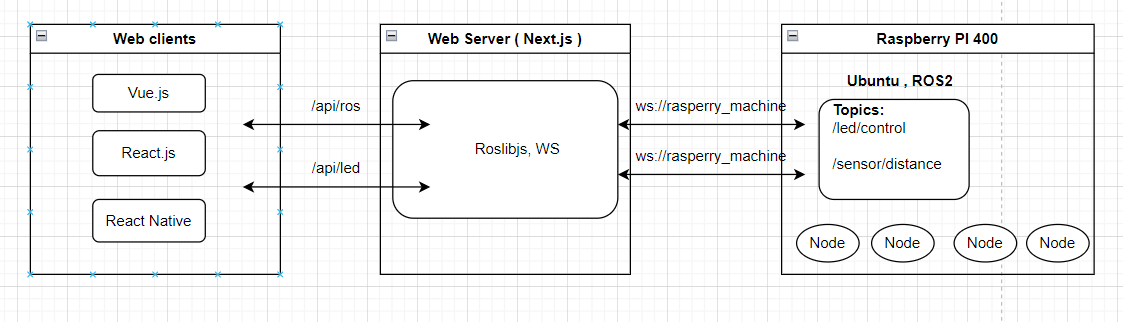 Web clients
Vue.js
React.js
React Native
/api/ros
/api/led
Web Server ( Next.js )
Roslibjs, WS
ws://rasperry_machine
ws://rasperry_machine
Raspberry PI 400
Ubuntu , ROS2
Topics:
/led/control
/sensor/distance
Node
Node
Node
Node